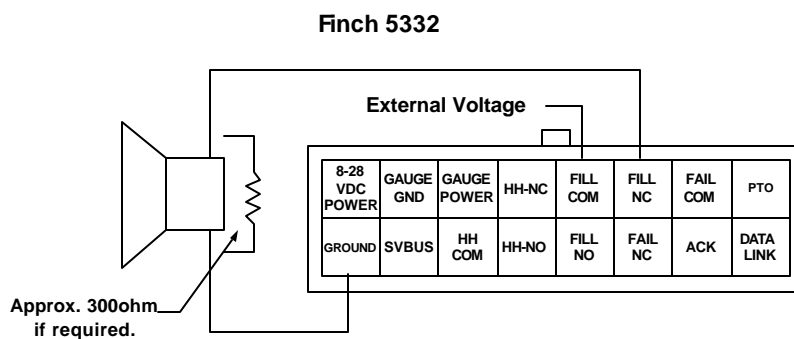 Finch 5332
External Voltage
8-28
VDC
POWER
GAUGE
GND
GAUGE
POWER
HH-NC
FILL
COM
FILL
NC
FAIL
COM
PTO
GROUND
SVBUS
HH
COM
HH-NO
FILL
NO
FAIL
NC
ACK
DATA
LINK
Approx. 300ohm
if required.